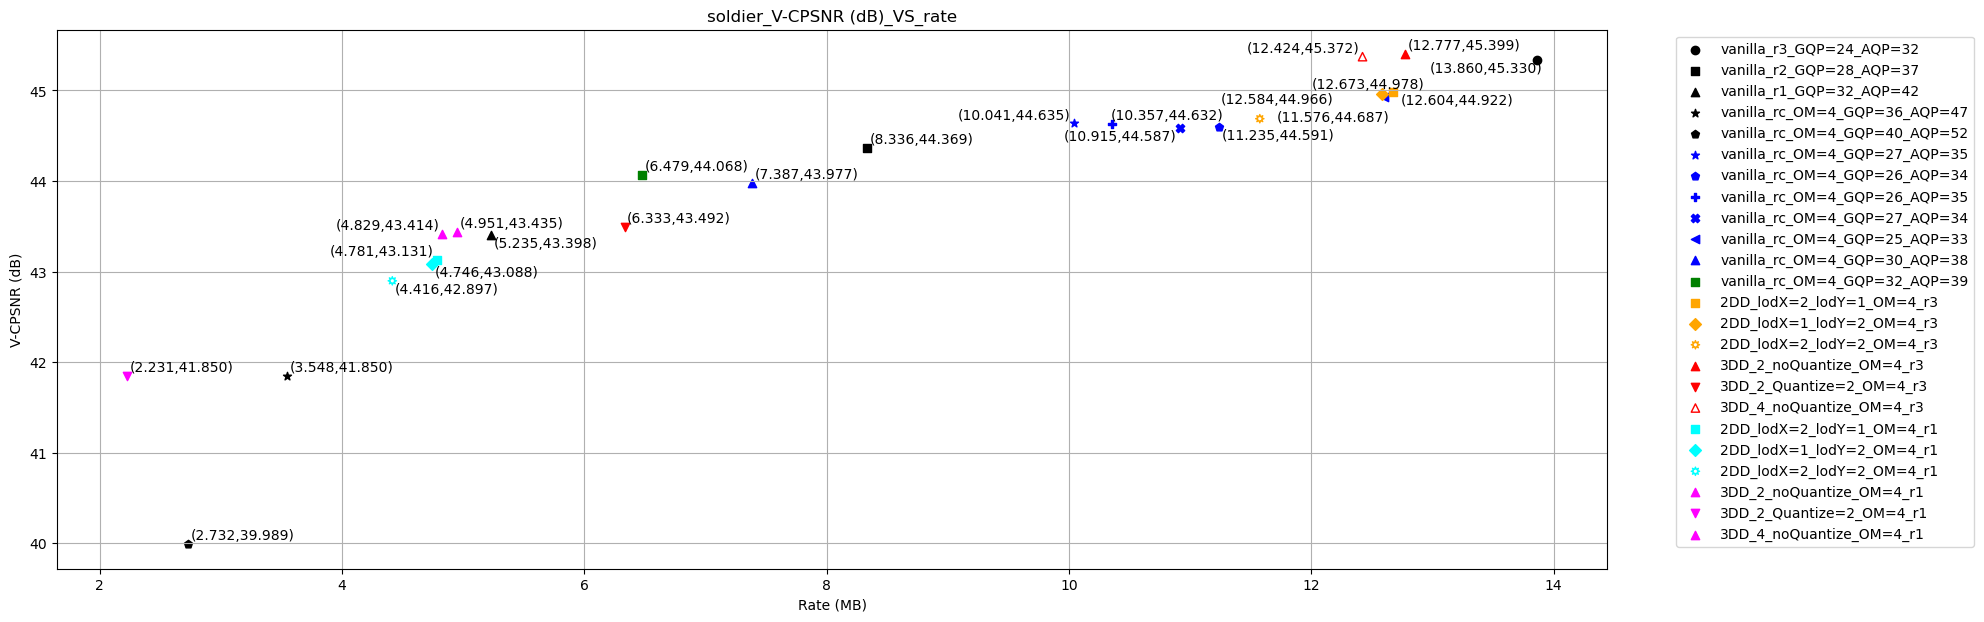 soldier_V-CPSNR (dB)_VS_rate
V-CPSNR (dB)
45
44
43
42
41
40
(12.424,45.372)
(12.777,45.399)
(13.860,45.330)
(12.673,44.978)
(12.584,44.966)
(12.604,44.922)
(10.041,44.635)
(10.357,44.632)
(11.576,44.687)
(10.915,44.587)
(11.235,44.591)
(8.336,44.369)
(6.479,44.068)
(7.387,43.977)
(6.333,43.492)
(4.829,43.414)
(4.951,43.435)
(5.235,43.398)
(4.781,43.131)
(4.746,43.088)
(4.416,42.897)
(2.231,41.850)
(3.548,41.850)
(2.732,39.989)
2
4
6
8
10
12
14
Rate (MB)
vanilla_r3_GQP=24_AQP=32
vanilla_r2_GQP=28_AQP=37
vanilla_r1_GQP=32_AQP=42
vanilla_rc_OM=4_GQP=36_AQP=47
vanilla_rc_OM=4_GQP=40_AQP=52
vanilla_rc_OM=4_GQP=27_AQP=35
vanilla_rc_OM=4_GQP=26_AQP=34
vanilla_rc_OM=4_GQP=26_AQP=35
vanilla_rc_OM=4_GQP=27_AQP=34
vanilla_rc_OM=4_GQP=25_AQP=33
vanilla_rc_OM=4_GQP=30_AQP=38
vanilla_rc_OM=4_GQP=32_AQP=39
2DD_lodX=2_lodY=1_OM=4_r3
2DD_lodX=1_lodY=2_OM=4_r3
2DD_lodX=2_lodY=2_OM=4_r3
3DD_2_noQuantize_OM=4_r3
3DD_2_Quantize=2_OM=4_r3
3DD_4_noQuantize_OM=4_r3
2DD_lodX=2_lodY=1_OM=4_r1
2DD_lodX=1_lodY=2_OM=4_r1
2DD_lodX=2_lodY=2_OM=4_r1
3DD_2_noQuantize_OM=4_r1
3DD_2_Quantize=2_OM=4_r1
3DD_4_noQuantize_OM=4_r1